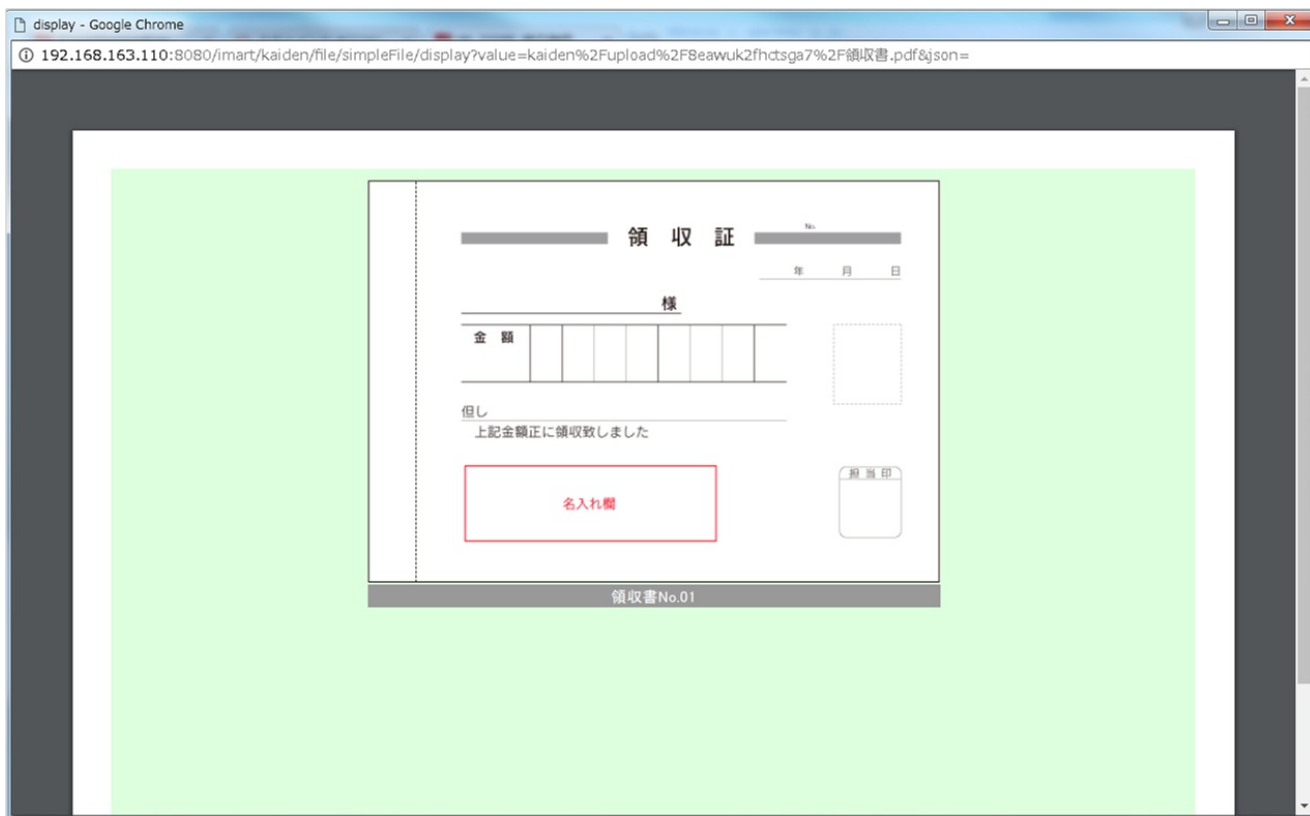 display - Google Chrome
192.168.163.110:8080/imart/kaiden/file/simpleFile/display?value=kaiden%2Fupload%2F8eawuk2fhctsga7%2F領収書.pdf&json=
領 収 証
No.
年 月 日
様
金 額
但し
上記金額正に領収致しました
担 当 印
名入れ欄
領収書No.01